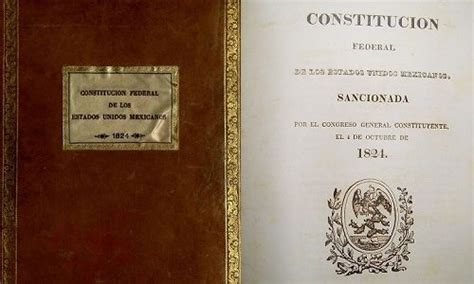 CONSTITUCION FEDERAL
DE LOS
ESTADOS UNIDOS MEXICANOS
1824
CONSTITUCION
FEDERAL
DE LOS ESTADOS UNIDOS MEXICANOS,
SANCIONADA
POR EL CONGRESO GENERAL CONSTITUYENTE,
EL 4 DE OCTUBRE DE
1824.